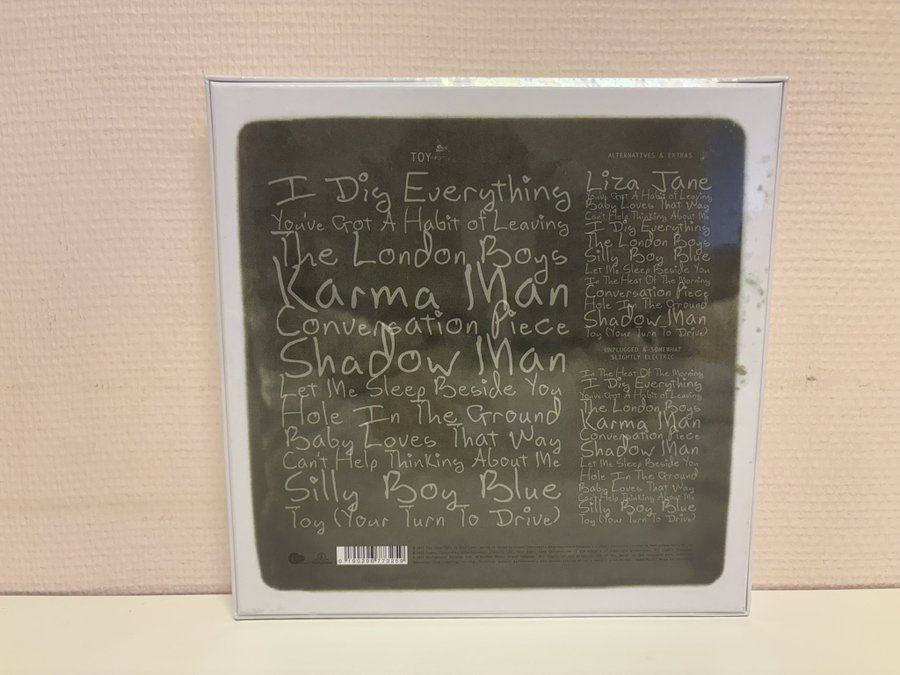 TOY
I Dig Everything
You've Got A Habit of Leaving
The London Boys
Karma Man
Conversation Piece
Shadow Man
Let Me Sleep Beside You
Hole In The Ground
Baby Loves That Way
Can't Help Thinking About Me
Silly Boy Blue
Toy (Your Turn To Drive)
ALTERNATIVES & EXTRAS
Liza Jane
You've Got A Habit of Leaving
Baby Loves That Way
Can't Help Thinking About Me
I Dig Everything
The London Boys
Silly Boy Blue
Let Me Sleep Beside You
In The Heat Of The Morning
Conversation Piece
Hole In The Ground
Shadow Man
Toy (Your Turn To Drive)
UNPLUGGED & SOMEWHAT
SLIGHTLY ELECTRIC
In The Heat Of The Morning
I Dig Everything
You've Got A Habit of Leaving
The London Boys
Karma Man
Conversation Piece
Shadow Man
Let Me Sleep Beside You
Hole In The Ground
Baby Loves That Way
Can't Help Thinking About Me
Silly Boy Blue
Toy (Your Turn To Drive)
0 190296 773259